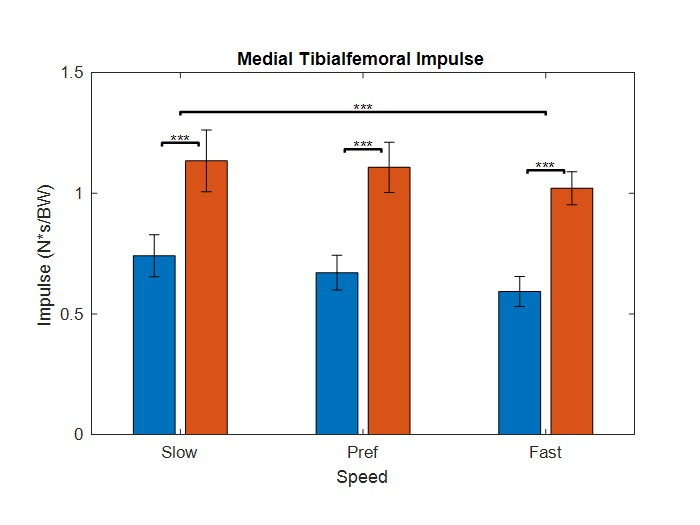 Medial Tibialfemoral Impulse
1.5
1
0.5
0
Impulse (N*s/BW)
***
***
***
***
Slow
Pref
Fast
Speed